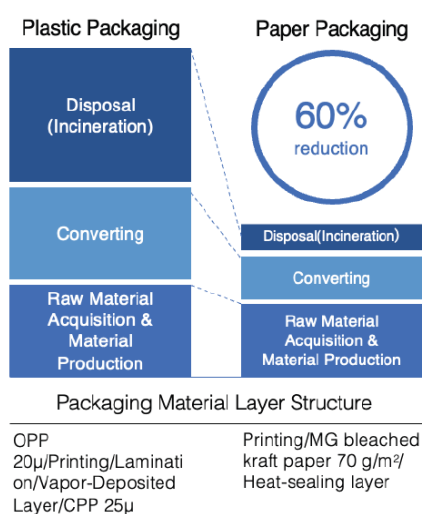 Plastic Packaging
Paper Packaging
Disposal
(Incineration)
Converting
Raw Material
Acquisition &
Material
Production
60%
reduction
Disposal(Incineration)
Converting
Raw Material
Acquisition &
Material Production
Packaging Material Layer Structure
OPP
20μ/Printing/Laminati
on/Vapor-Deposited
Layer/CPP 25μ
Printing/MG bleached
kraft paper 70 g/m²/
Heat-sealing layer